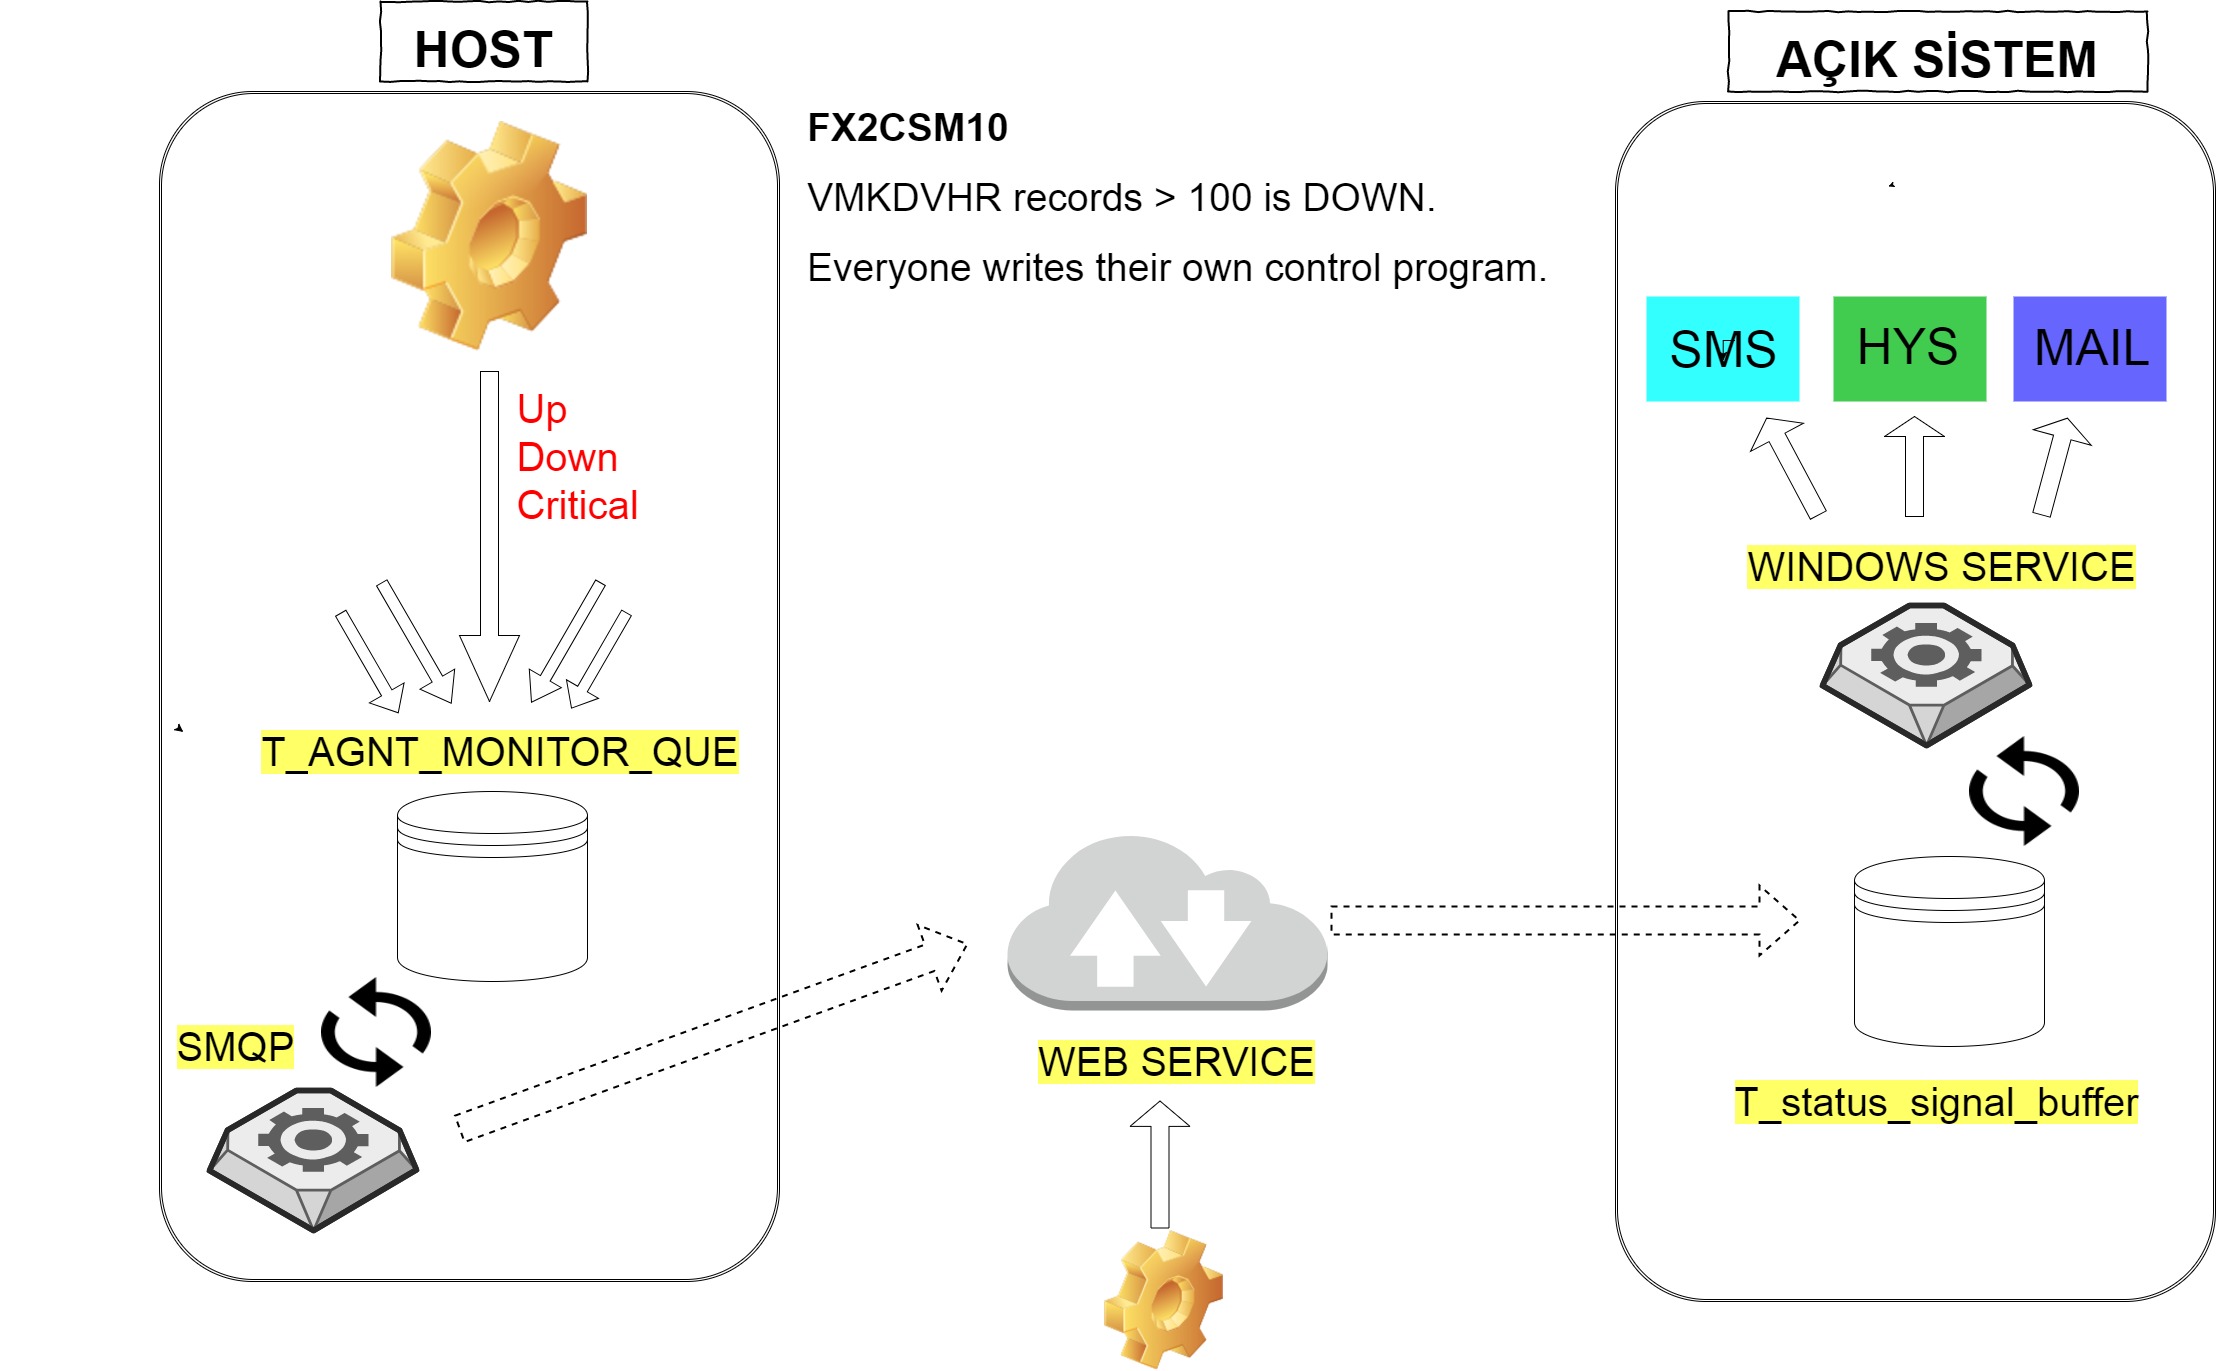 HOST
AÇIK SİSTEM
FX2CSM10
VMKDVHR records > 100 is DOWN.
Everyone writes their own control program.
SMS
HYS
MAIL
Up
Down
Critical
WINDOWS SERVICE
T_AGNT_MONITOR_QUE
SMQP
WEB SERVICE
T_status_signal_buffer